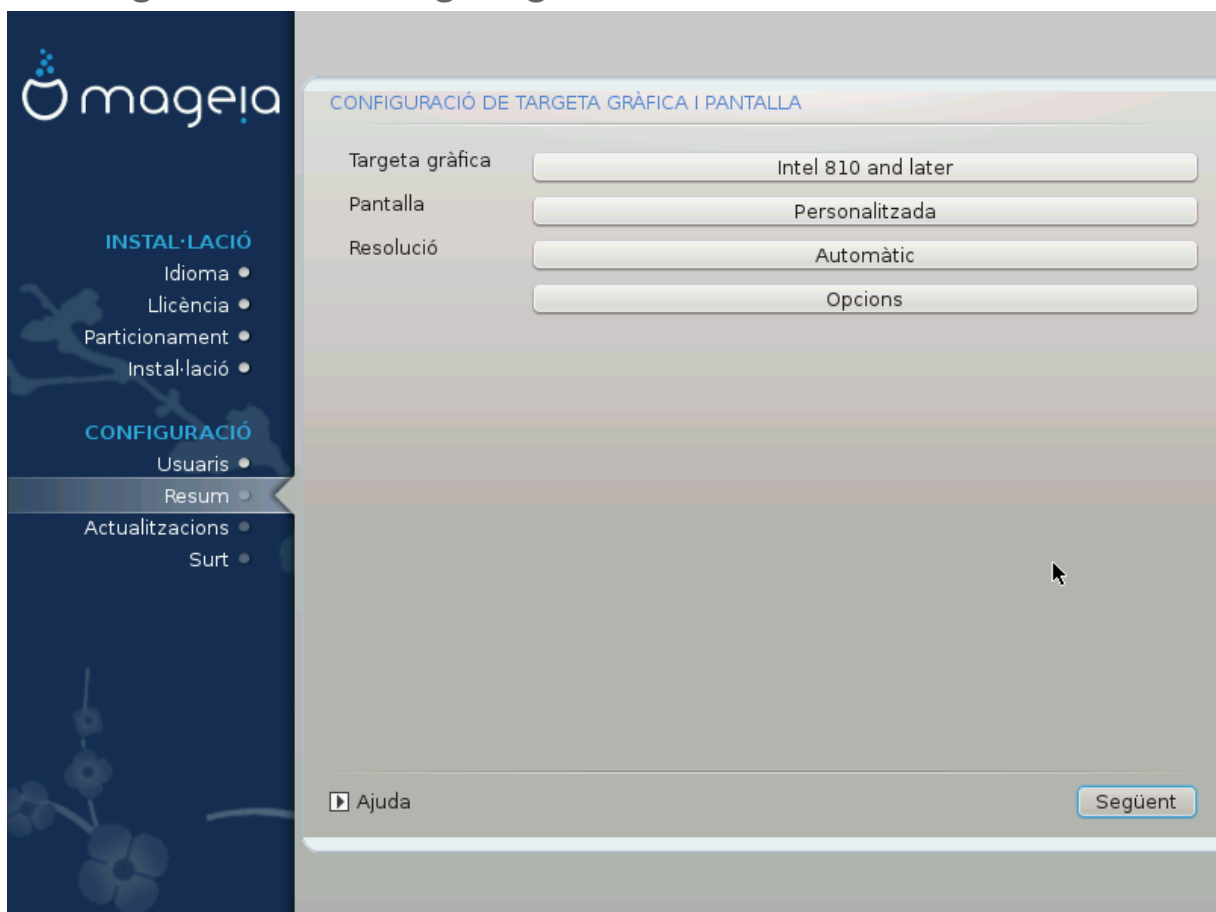 mageia
CONFIGURACIÓ DE TARGETA GRÀFICA I PANTALLA
Targeta gràfica
Intel 810 and later
Pantalla
Personalitzada
Resolució
Automàtic
Opcions
INSTAL·LACIÓ
Idioma
Llicència
Particionament
Instal·lació
CONFIGURACIÓ
Usuaris
Resum
Actualitzacions
Surt
Ajuda
Següent